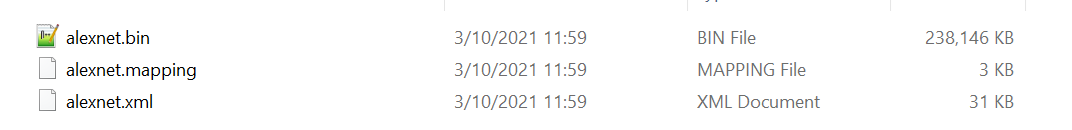 alexnet.bin 3/10/2021 11:59 BIN File 238,146 KB
alexnet.mapping 3/10/2021 11:59 MAPPING File 3 KB
alexnet.xml 3/10/2021 11:59 XML Document 31 KB